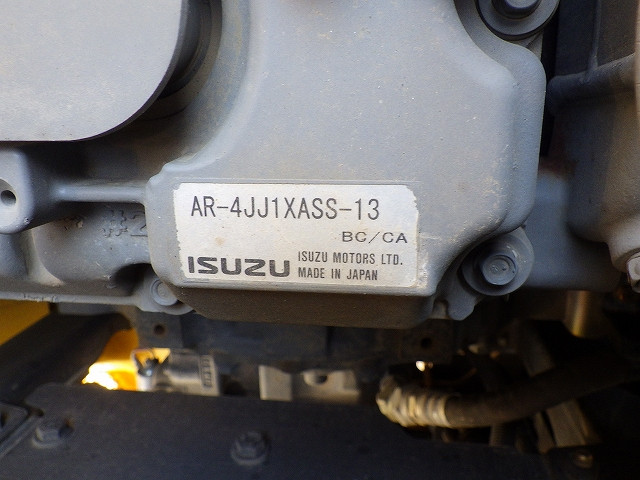 AR-4JJ1XASS-13
BC/CA
ISUZU
ISUZU MOTORS LTD.
MADE IN JAPAN